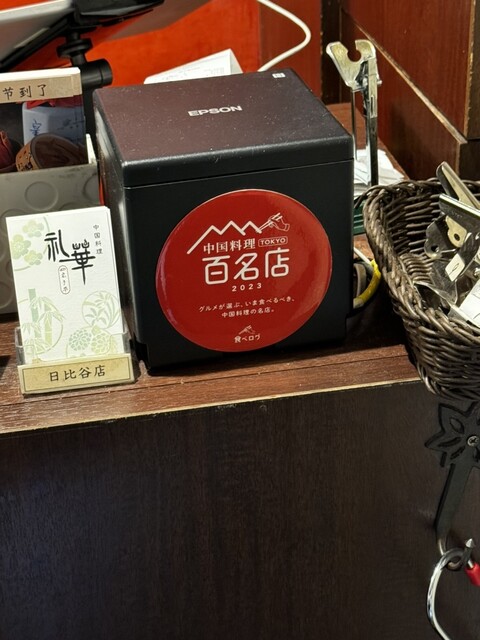 节到了
EPSON
中国料理 TOKYO
百名店
2023
グルメが選ぶ、いま食べるべき、
中国料理の名店。
食べログ
中国料理
礼華
日比谷店